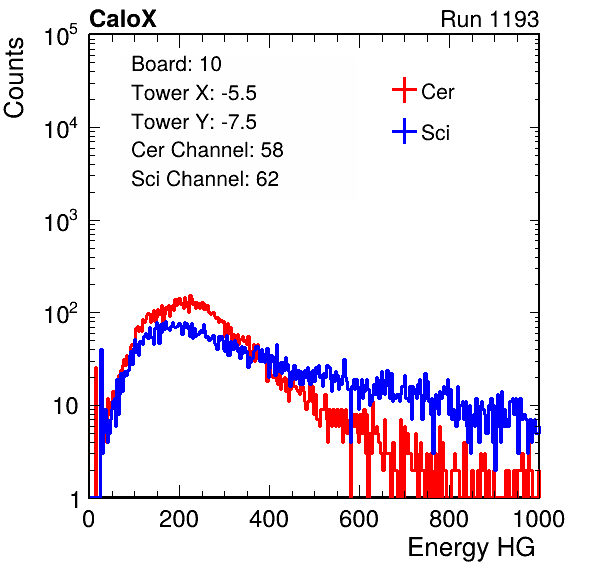 CaloX Run 1193
Counts
10^5
10^4
10^3
10^2
10
1
Board: 10
Tower X: -5.5
Tower Y: -7.5
Cer Channel: 58
Sci Channel: 62
Cer
Sci
0 200 400 600 800 1000
Energy HG